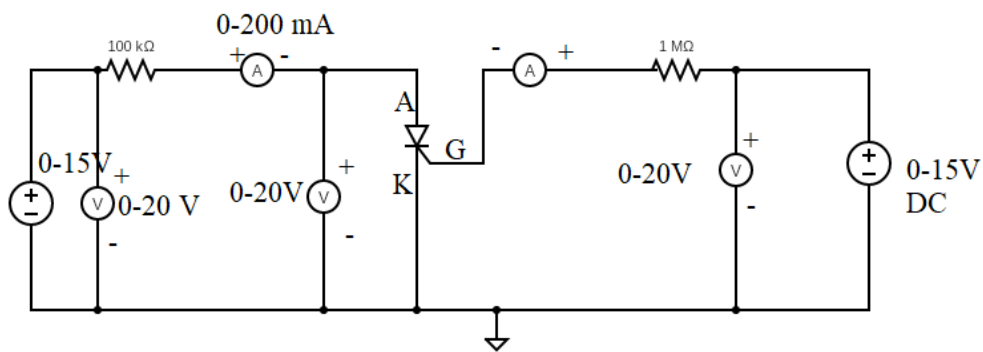 0-200 mA
100 kΩ
+
-
A
-
+
A
1 MΩ
A
G
K
0-15V
+
-
+
V
0-20 V
-
0-20V
+
V
-
0-20V
+
V
-
+
-
0-15V
DC